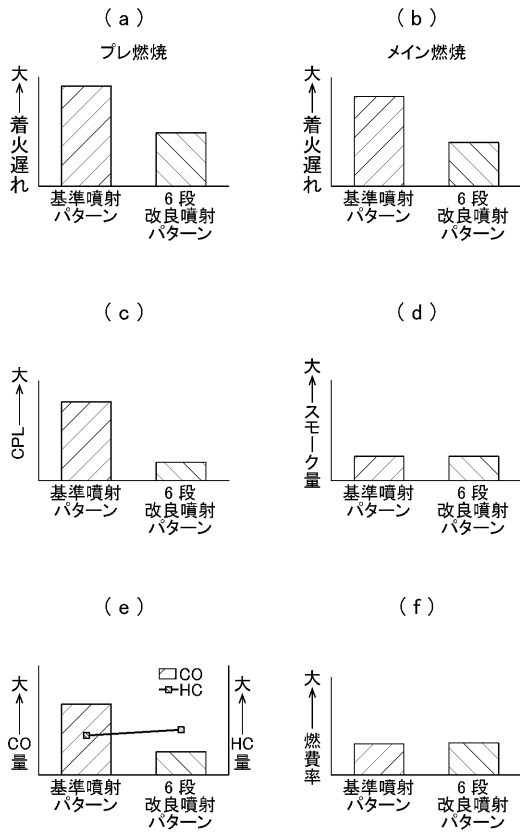 (a)
プレ燃焼
大
着火遅れ
基準噴射
パターン
6段
改良噴射
パターン
(b)
メイン燃焼
大
着火遅れ
基準噴射
パターン
6段
改良噴射
パターン
(c)
大
CPL
基準噴射
パターン
6段
改良噴射
パターン
(d)
大
スモーク量
基準噴射
パターン
6段
改良噴射
パターン
(e)
大
CO量
CO
HC
大
HC量
基準噴射
パターン
6段
改良噴射
パターン
(f)
大
燃費率
基準噴射
パターン
6段
改良噴射
パターン